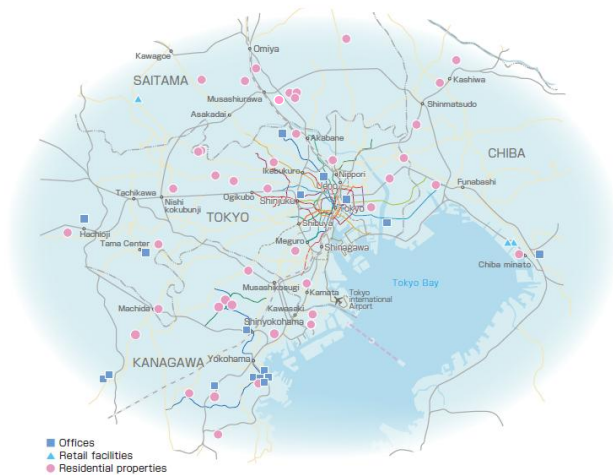 Omiya
Kawagoe
SAITAMA
Kashiwa
Musashiurawa
Shinmatsudo
Asakadai
Akabane
CHIBA
Ikebukuro
Nippori
Ueno
Funabashi
Tachikawa
Nishi
kokubunji
Ogikubo
Shinjuku
Tokyo
TOKYO
Shibuya
Hachioji
Tama Center
Meguro
Shinagawa
Chiba minato
Tokyo Bay
Musashikosugi
Kamata
Tokyo
International
Airport
Machida
Kawasaki
Shinyokohama
KANAGAWA
Yokohama
Offices
Retail facilities
Residential properties